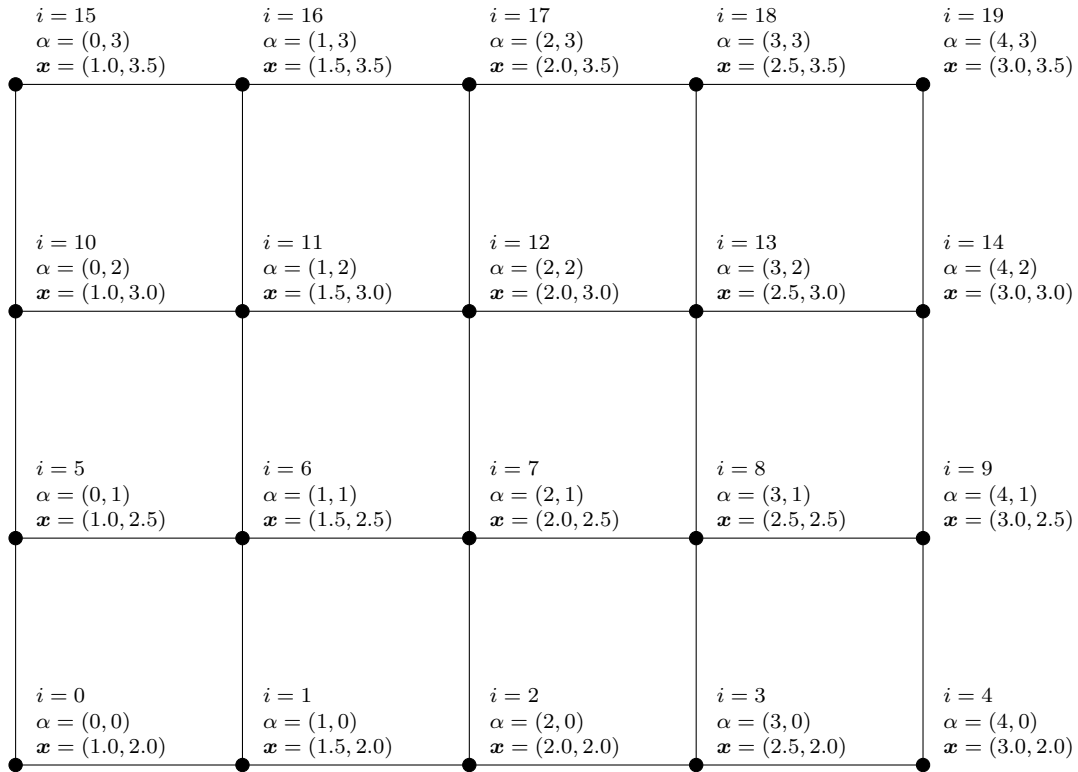 i = 15
α = (0, 3)
x = (1.0, 3.5)
i = 16
α = (1, 3)
x = (1.5, 3.5)
i = 17
α = (2, 3)
x = (2.0, 3.5)
i = 18
α = (3, 3)
x = (2.5, 3.5)
i = 19
α = (4, 3)
x = (3.0, 3.5)
i = 10
α = (0, 2)
x = (1.0, 3.0)
i = 11
α = (1, 2)
x = (1.5, 3.0)
i = 12
α = (2, 2)
x = (2.0, 3.0)
i = 13
α = (3, 2)
x = (2.5, 3.0)
i = 14
α = (4, 2)
x = (3.0, 3.0)
i = 5
α = (0, 1)
x = (1.0, 2.5)
i = 6
α = (1, 1)
x = (1.5, 2.5)
i = 7
α = (2, 1)
x = (2.0, 2.5)
i = 8
α = (3, 1)
x = (2.5, 2.5)
i = 9
α = (4, 1)
x = (3.0, 2.5)
i = 0
α = (0, 0)
x = (1.0, 2.0)
i = 1
α = (1, 0)
x = (1.5, 2.0)
i = 2
α = (2, 0)
x = (2.0, 2.0)
i = 3
α = (3, 0)
x = (2.5, 2.0)
i = 4
α = (4, 0)
x = (3.0, 2.0)